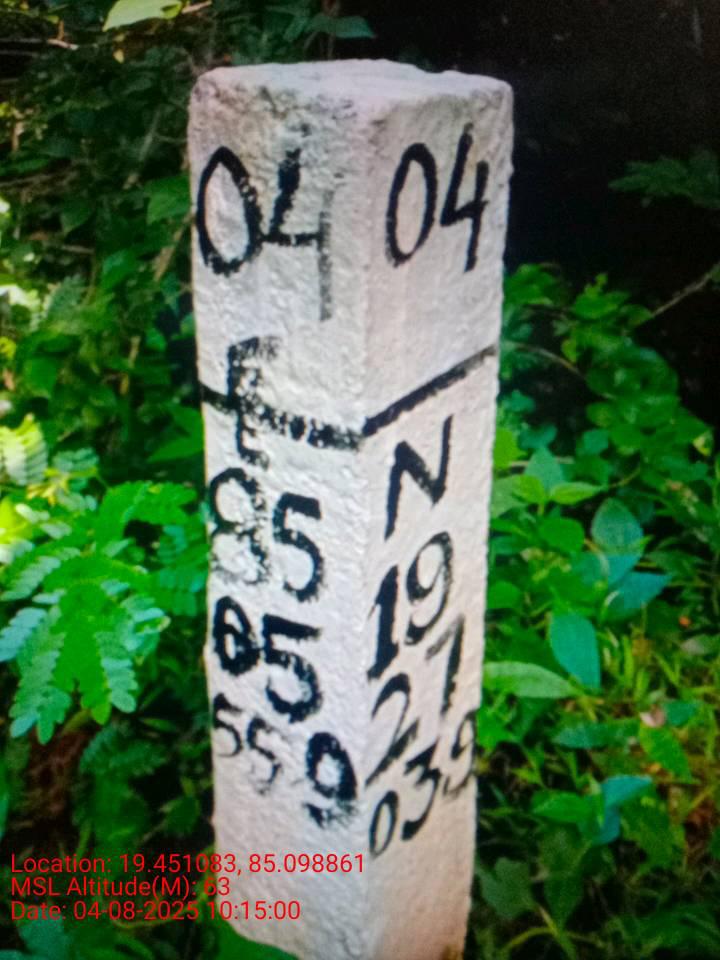 04
E
85
05
559
04
N
19
27
039
Location: 19.451083, 85.098861
MSL Altitude(M): 63
Date: 04-08-2025 10:15:00